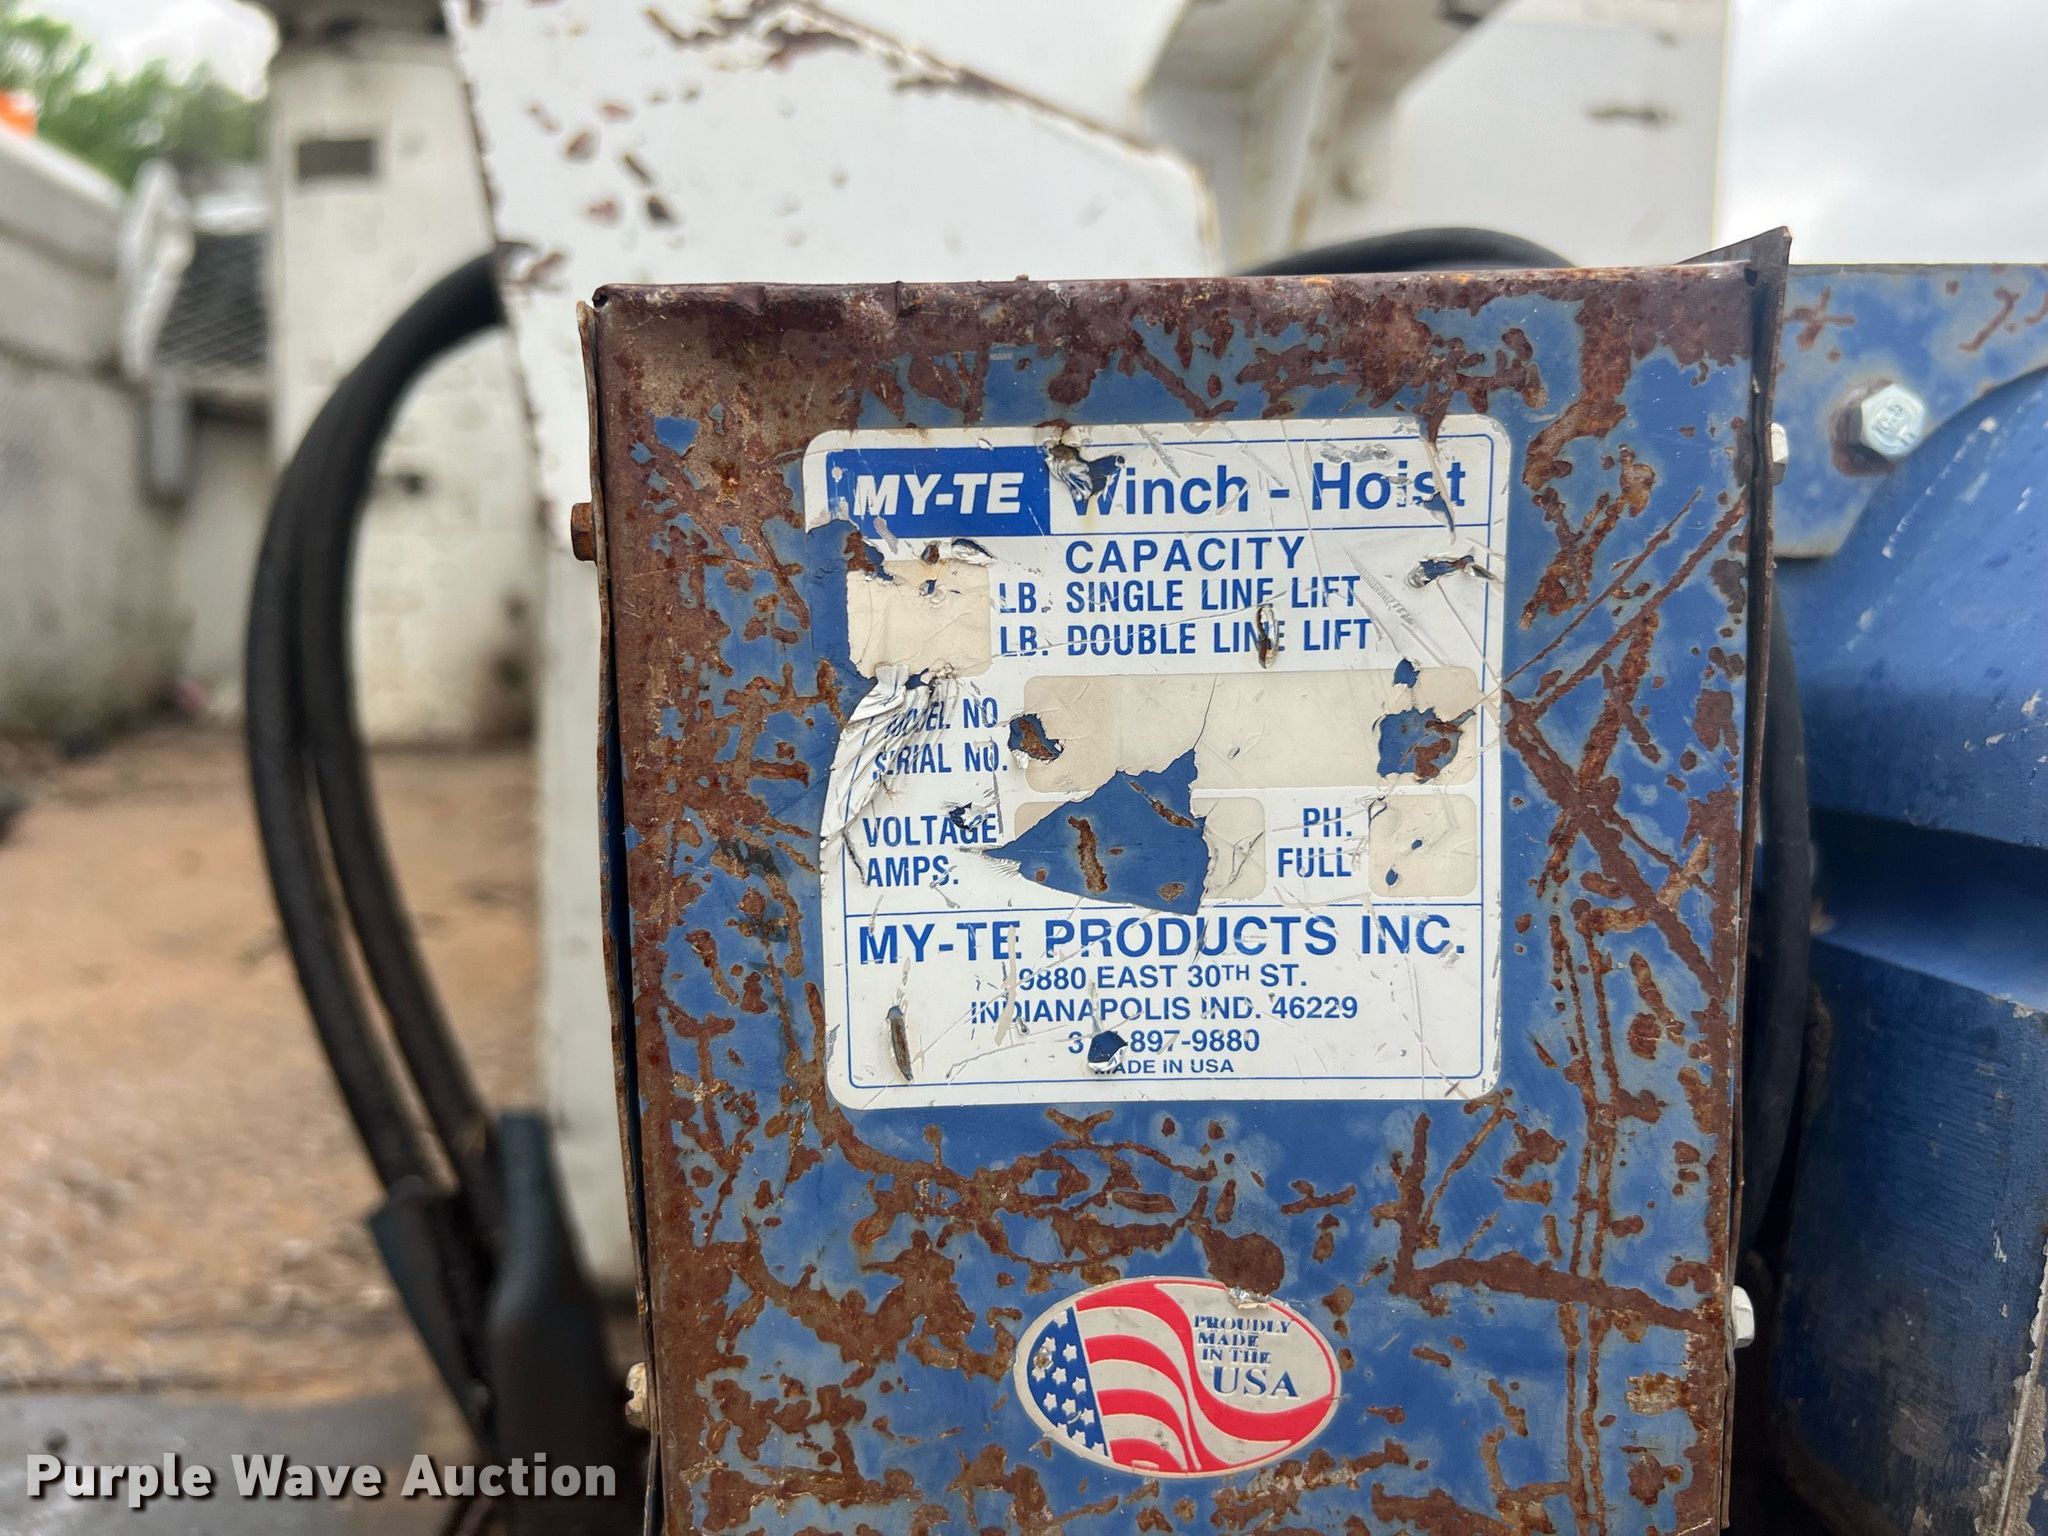 MY-TE Winch - Hoist
CAPACITY
LB. SINGLE LINE LIFT
LB. DOUBLE LINE LIFT
MODEL NO
SERIAL NO.
VOLTAGE PH.
AMPS. FULL
MY-TE PRODUCTS INC.
9880 EAST 30TH ST.
INDIANAPOLIS IND. 46229
897-9880
MADE IN USA
PROUDLY
MADE
IN THE
USA
Purple Wave Auction